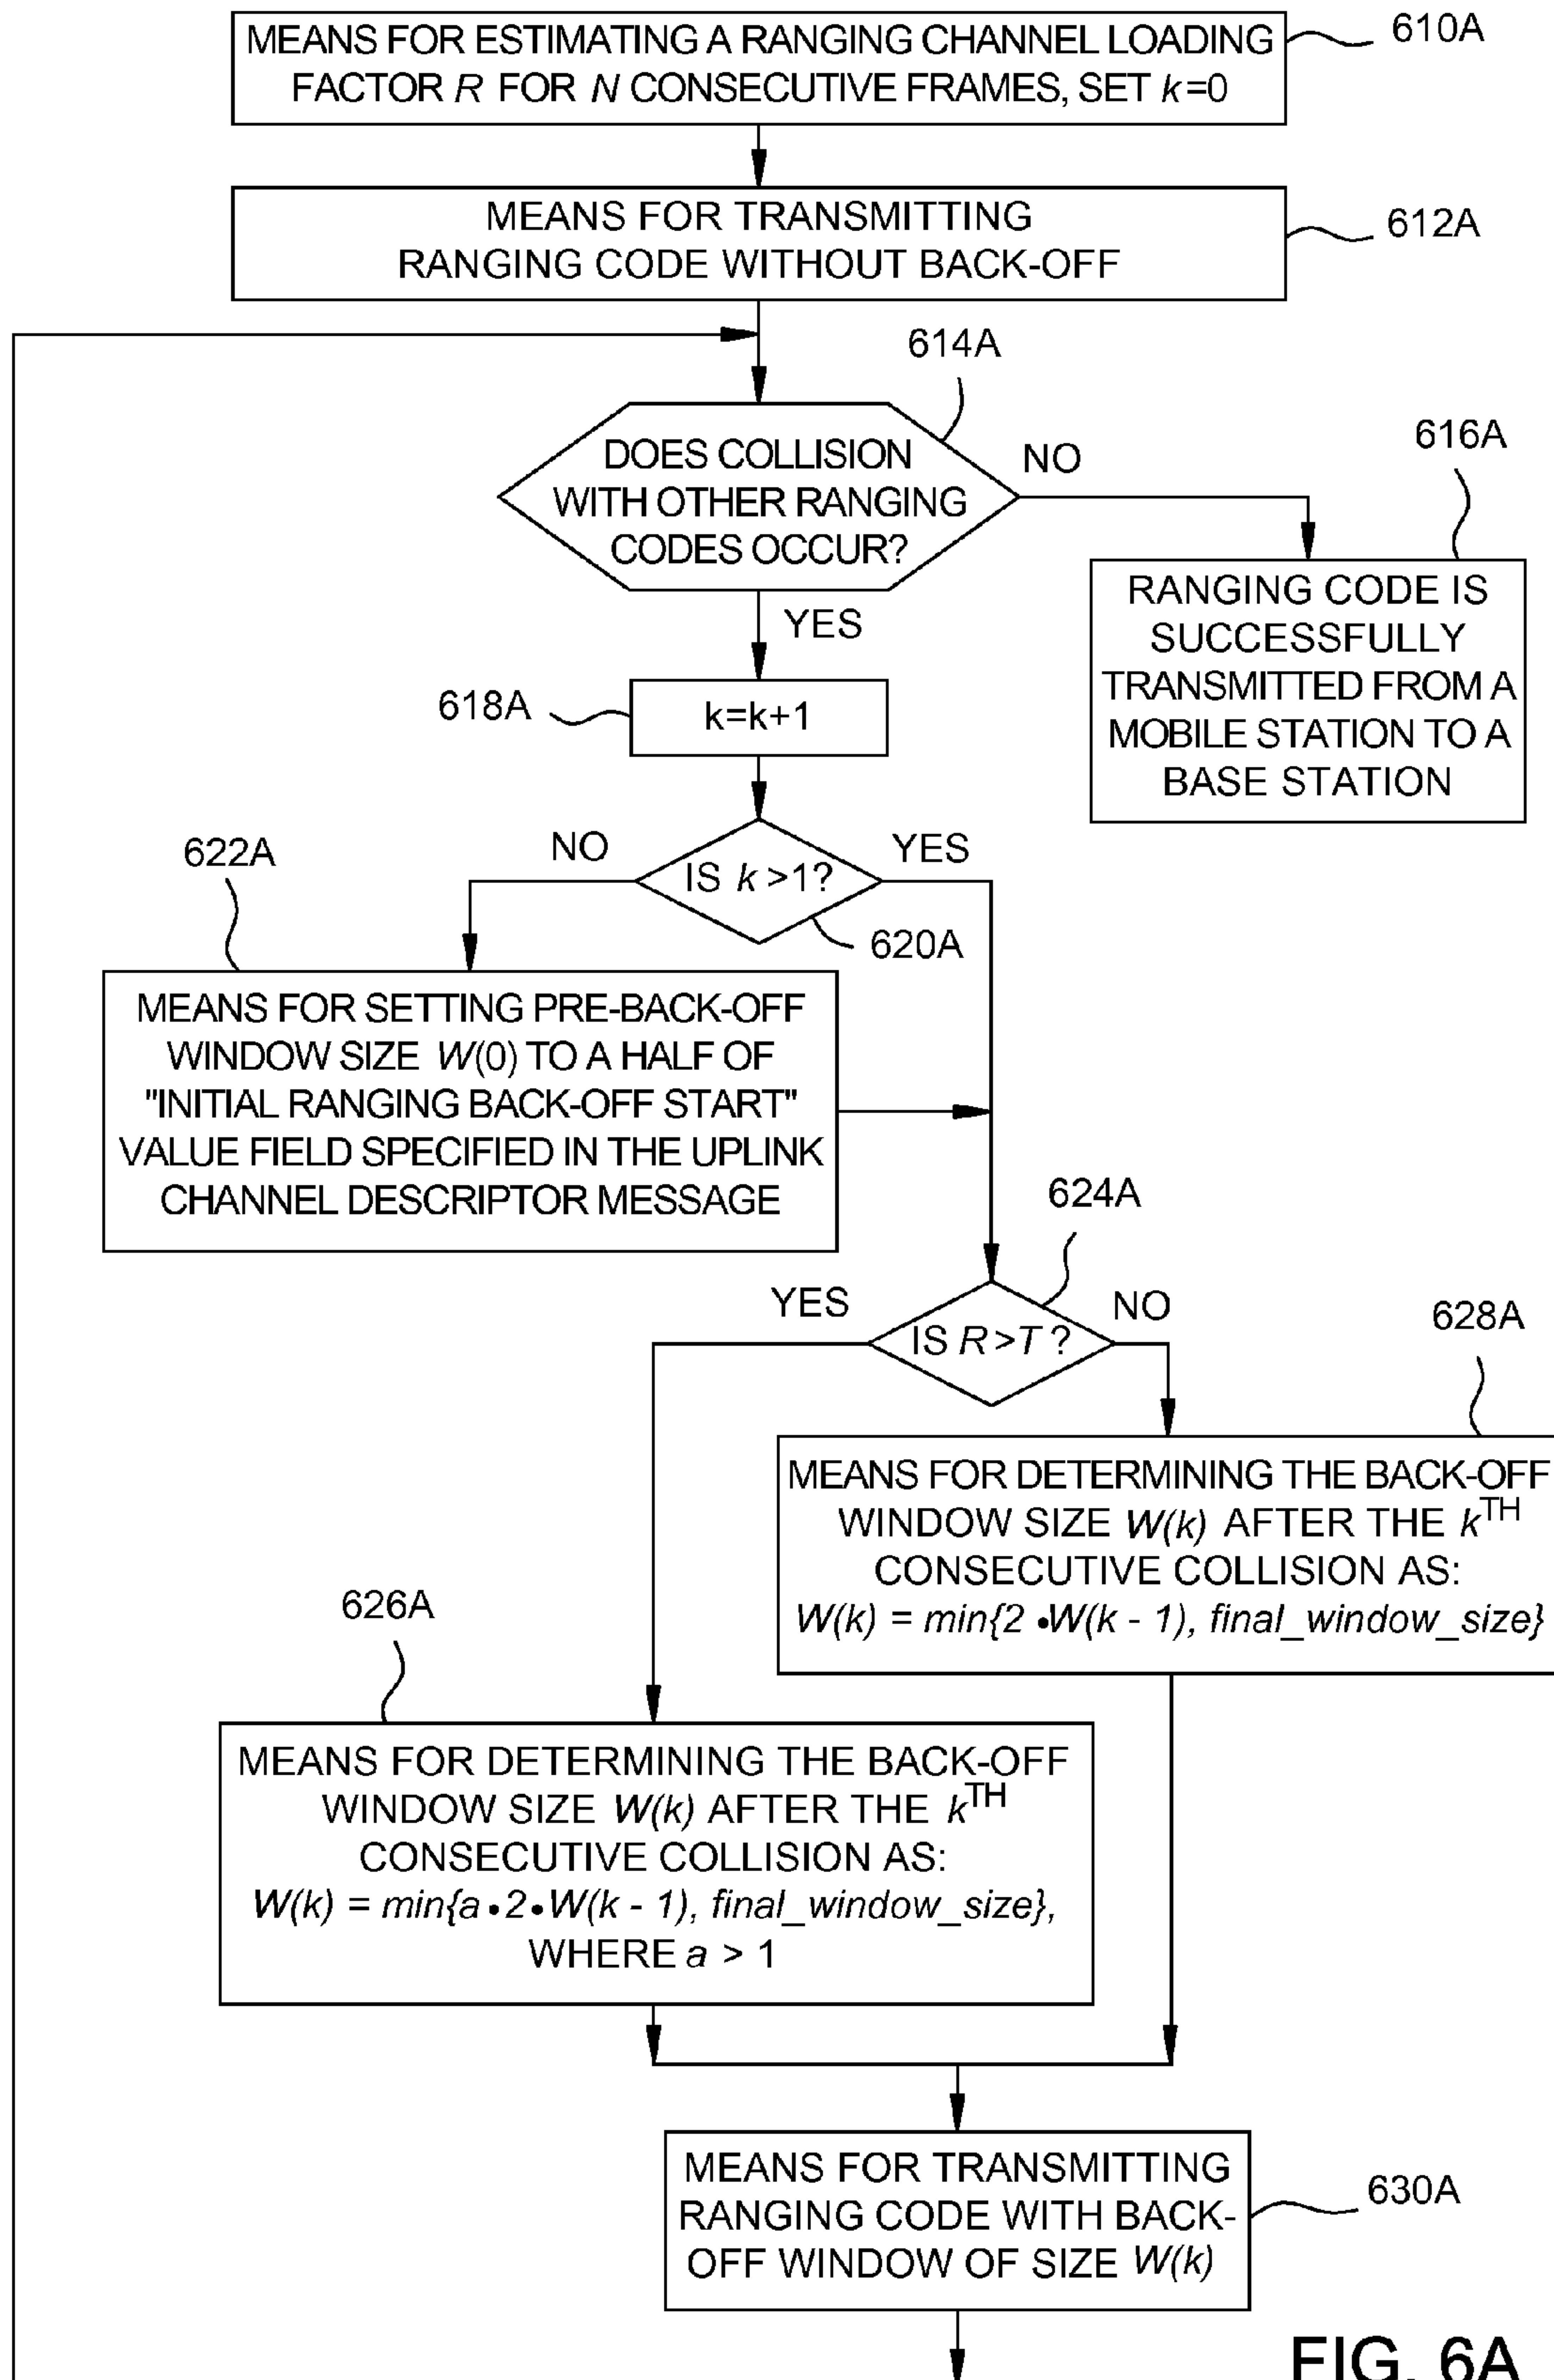 MEANS FOR ESTIMATING A RANGING CHANNEL LOADING
FACTOR R FOR N CONSECUTIVE FRAMES, SET k=0
610A
MEANS FOR TRANSMITTING
RANGING CODE WITHOUT BACK-OFF
612A
614A
DOES COLLISION
WITH OTHER RANGING
CODES OCCUR?
NO
616A
RANGING CODE IS
SUCCESSFULLY
TRANSMITTED FROM A
MOBILE STATION TO A
BASE STATION
YES
618A
k=k+1
NO
YES
IS k >1?
620A
622A
MEANS FOR SETTING PRE-BACK-OFF
WINDOW SIZE W(0) TO A HALF OF
"INITIAL RANGING BACK-OFF START"
VALUE FIELD SPECIFIED IN THE UPLINK
CHANNEL DESCRIPTOR MESSAGE
624A
YES
NO
IS R>T ?
628A
MEANS FOR DETERMINING THE BACK-OFF
WINDOW SIZE W(k) AFTER THE kTH
CONSECUTIVE COLLISION AS:
W(k) = min{2 •W(k - 1), final_window_size}
626A
MEANS FOR DETERMINING THE BACK-OFF
WINDOW SIZE W(k) AFTER THE kTH
CONSECUTIVE COLLISION AS:
W(k) = min{a•2•W(k - 1), final_window_size},
WHERE a > 1
MEANS FOR TRANSMITTING
RANGING CODE WITH BACK-
OFF WINDOW OF SIZE W(k)
630A
FIG. 6A